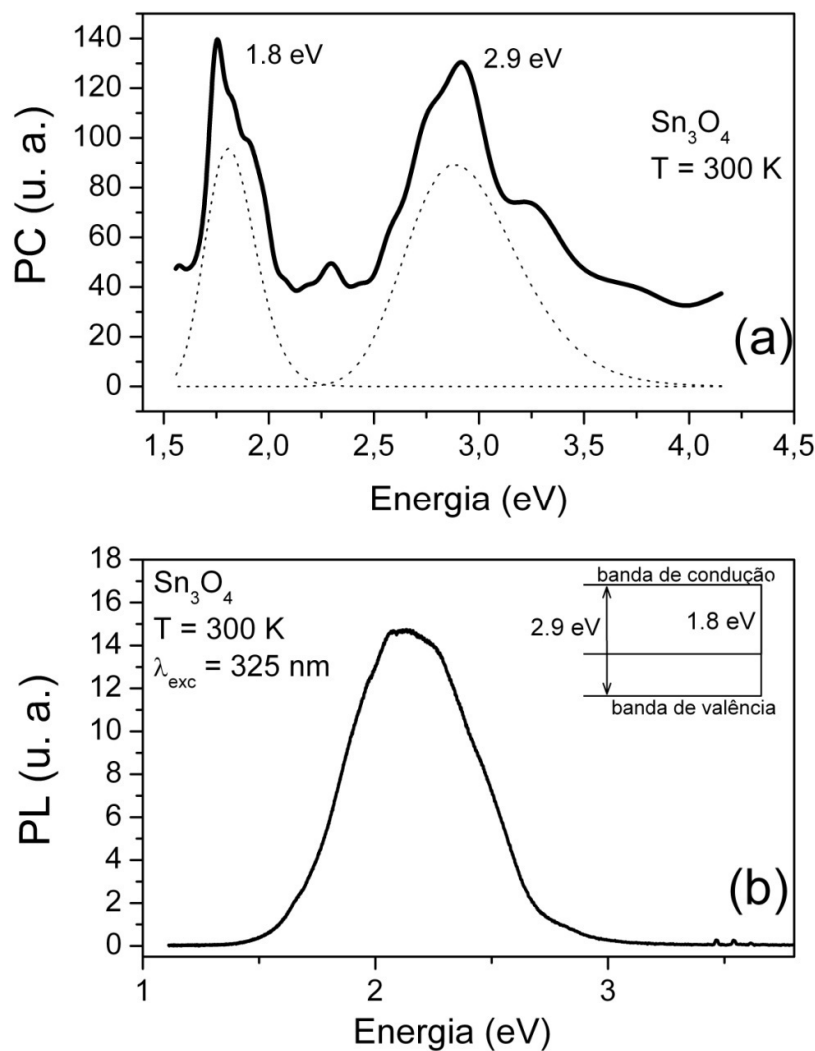 140
120
100
80
60
40
20
0
PC (u. a.)
1.8 eV
2.9 eV
Sn₃O₄
T = 300 K
(a)
1,5 2,0 2,5 3,0 3,5 4,0 4,5
Energia (eV)
18
16
14
12
10
8
6
4
2
0
PL (u. a.)
Sn₃O₄
T = 300 K
λexc = 325 nm
banda de condução
2.9 eV
1.8 eV
banda de valência
(b)
1 2 3
Energia (eV)